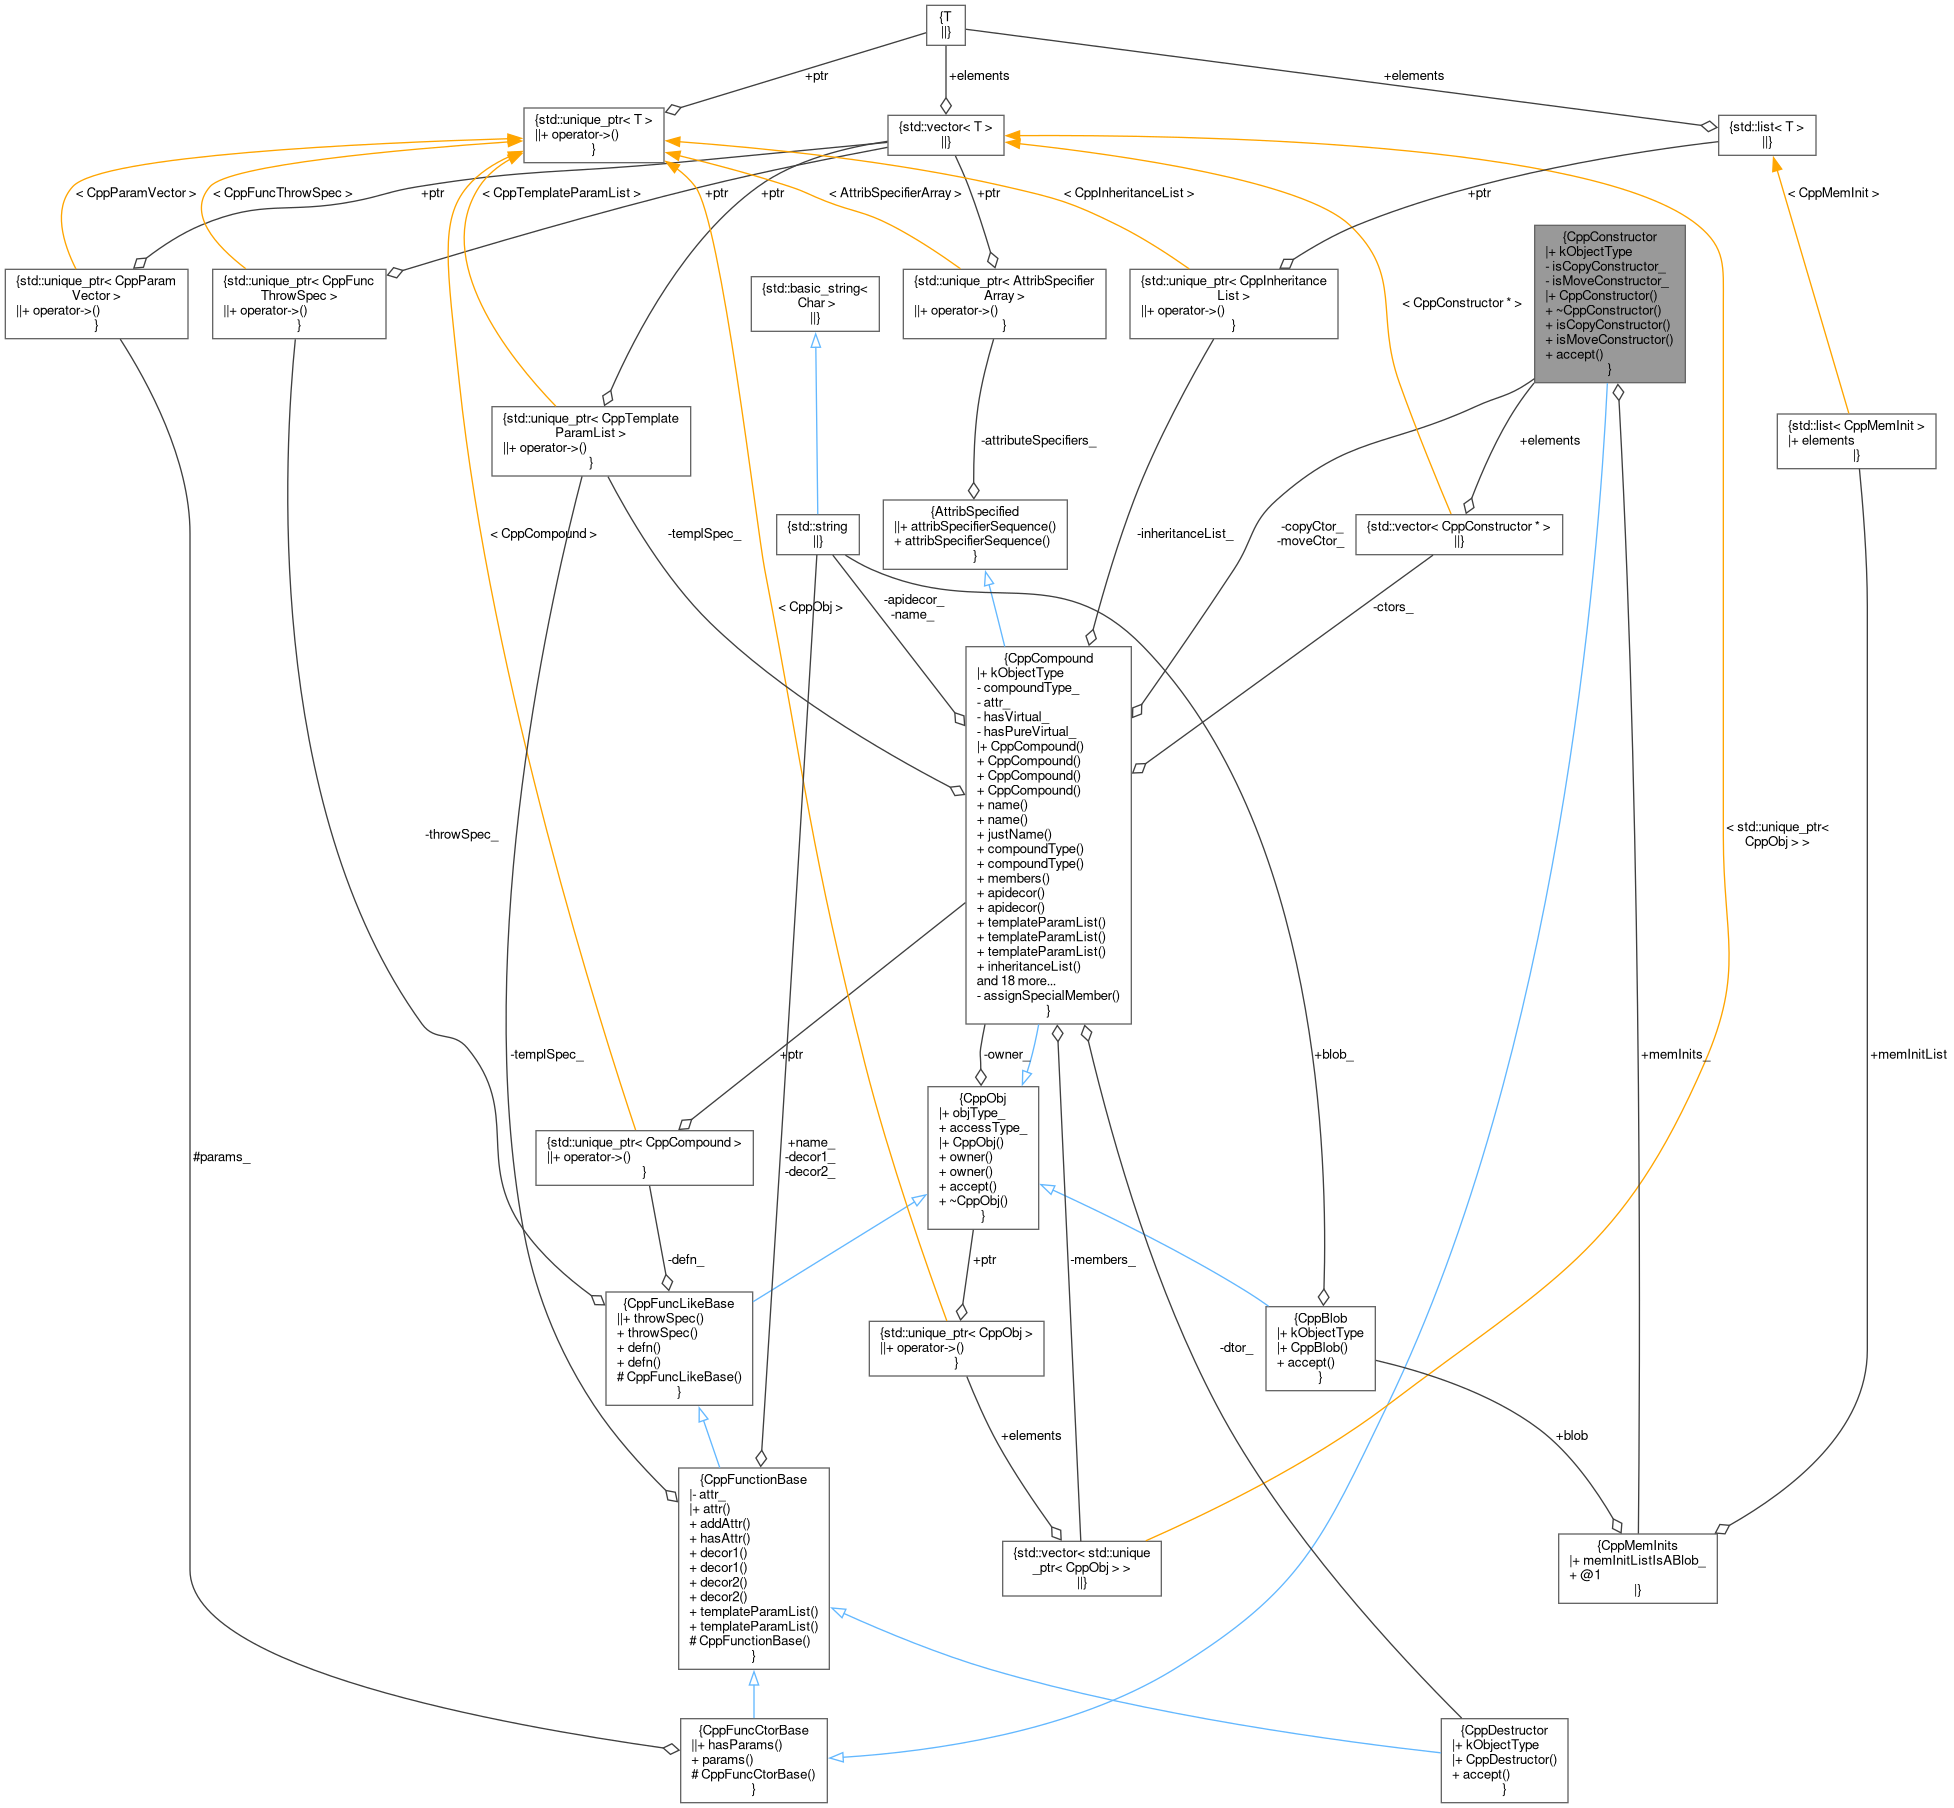 {T
||}
+ptr
+elements
+elements
{std::unique_ptr< T >
||+ operator->()
}
{std::vector< T >
||}
{std::list< T >
||}
< CppParamVector >
< CppFuncThrowSpec >
+ptr
< CppTemplateParamList >
+ptr
+ptr
< AttribSpecifierArray >
+ptr
< CppInheritanceList >
+ptr
< CppMemInit >
{CppConstructor
|+ kObjectType
- isCopyConstructor_
- isMoveConstructor_
|+ CppConstructor()
+ ~CppConstructor()
+ isCopyConstructor()
+ isMoveConstructor()
+ accept()
}
{std::unique_ptr< CppParam
Vector >
||+ operator->()
}
{std::unique_ptr< CppFunc
ThrowSpec >
||+ operator->()
}
{std::basic_string<
Char >
||}
{std::unique_ptr< AttribSpecifier
Array >
||+ operator->()
}
{std::unique_ptr< CppInheritance
List >
||+ operator->()
}
< CppConstructor * >
{std::unique_ptr< CppTemplate
ParamList >
||+ operator->()
}
-attributeSpecifiers_
+elements
{std::list< CppMemInit >
|+ elements
|}
{AttribSpecified
||+ attribSpecifierSequence()
+ attribSpecifierSequence()
}
{std::string
||}
{std::vector< CppConstructor * >
||}
< CppCompound >
-templSpec_
-inheritanceList_
-copyCtor_
-moveCtor_
< CppObj >
-apidecor_
-name_
-ctors_
{CppCompound
|+ kObjectType
- compoundType_
- attr_
- hasVirtual_
- hasPureVirtual_
|+ CppCompound()
+ CppCompound()
+ CppCompound()
+ CppCompound()
+ name()
+ name()
+ justName()
+ compoundType()
+ compoundType()
+ members()
+ apidecor()
+ apidecor()
+ templateParamList()
+ templateParamList()
+ templateParamList()
+ inheritanceList()
and 18 more...
- assignSpecialMember()
}
-throwSpec_
< std::unique_ptr<
CppObj > >
-templSpec_
+ptr
-owner_
+blob_
+memInits_
+memInitList
{CppObj
|+ objType_
+ accessType_
|+ CppObj()
+ owner()
+ owner()
+ accept()
+ ~CppObj()
}
#params_
{std::unique_ptr< CppCompound >
||+ operator->()
}
+name_
-decor1_
-decor2_
-defn_
+ptr
-members_
{CppFuncLikeBase
||+ throwSpec()
+ throwSpec()
+ defn()
+ defn()
# CppFuncLikeBase()
}
{std::unique_ptr< CppObj >
||+ operator->()
}
-dtor_
{CppBlob
|+ kObjectType
|+ CppBlob()
+ accept()
}
+elements
+blob
{CppFunctionBase
|- attr_
|+ attr()
+ addAttr()
+ hasAttr()
+ decor1()
+ decor1()
+ decor2()
+ decor2()
+ templateParamList()
+ templateParamList()
# CppFunctionBase()
}
{std::vector< std::unique
_ptr< CppObj > >
||}
{CppMemInits
|+ memInitListIsABlob_
+ @1
|}
{CppFuncCtorBase
||+ hasParams()
+ params()
# CppFuncCtorBase()
}
{CppDestructor
|+ kObjectType
|+ CppDestructor()
+ accept()
}